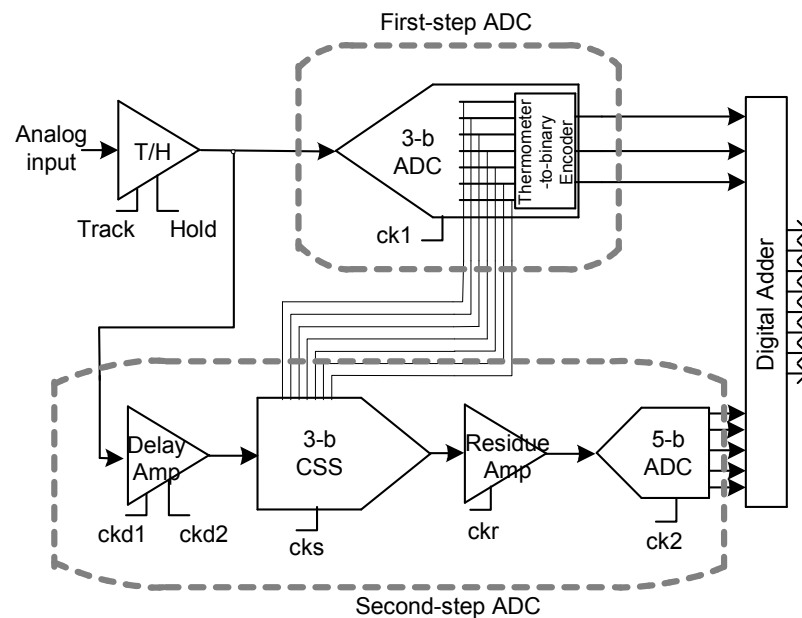 First-step ADC
Analog
input
T/H
Track
Hold
3-b
ADC
Thermometer
-to-binary
Encoder
ck1
Digital Adder
Delay
Amp
ckd1
ckd2
3-b
CSS
cks
Residue
Amp
ckr
5-b
ADC
ck2
Second-step ADC